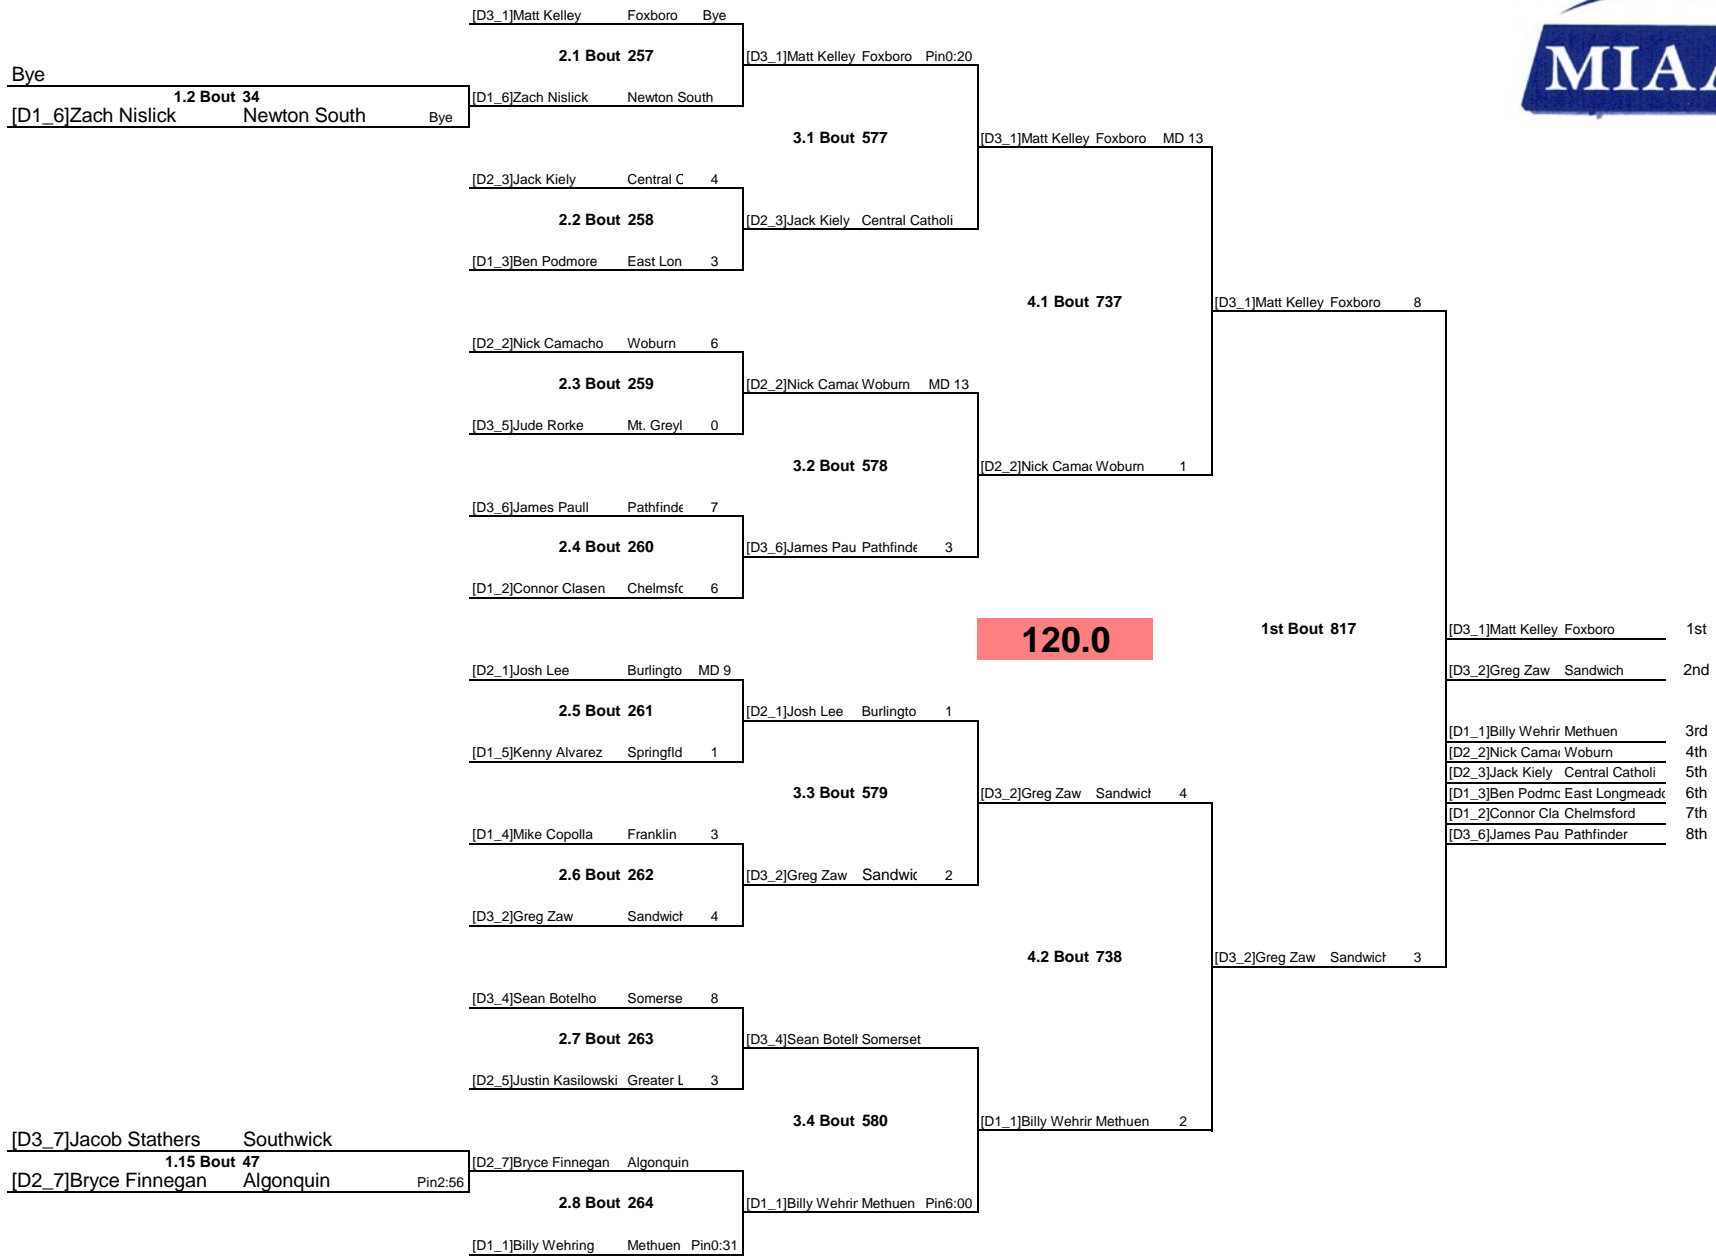 [D3_1]Matt Kelley Foxboro Bye
2.1 Bout 257
[D3_1]Matt Kelley Foxboro Pin0:20
MIAA
Bye
1.2 Bout 34
[D1_6]Zach Nislick Newton South
[D1_6]Zach Nislick Newton South Bye
3.1 Bout 577
[D3_1]Matt Kelley Foxboro MD 13
[D2_3]Jack Kiely Central C 4
2.2 Bout 258
[D2_3]Jack Kiely Central Catholi
[D1_3]Ben Podmore East Lon 3
4.1 Bout 737
[D3_1]Matt Kelley Foxboro 8
[D2_2]Nick Camacho Woburn 6
2.3 Bout 259
[D2_2]Nick Camac Woburn MD 13
[D3_5]Jude Rorke Mt. Greyl 0
3.2 Bout 578
[D2_2]Nick Camac Woburn 1
[D3_6]James Paull Pathfinde 7
2.4 Bout 260
[D3_6]James Pau Pathfinde 3
[D1_2]Connor Clasen Chelmsfo 6
120.0
1st Bout 817
[D3_1]Matt Kelley Foxboro 1st
[D2_1]Josh Lee Burlingto MD 9
[D3_2]Greg Zaw Sandwich 2nd
2.5 Bout 261
[D2_1]Josh Lee Burlingto 1
[D1_1]Billy Wehrin Methuen 3rd
[D1_5]Kenny Alvarez Springfld 1
[D2_2]Nick Camac Woburn 4th
[D2_3]Jack Kiely Central Catholi 5th
3.3 Bout 579
[D3_2]Greg Zaw Sandwich 4
[D1_3]Ben Podmo East Longmeado 6th
[D1_2]Connor Cla Chelmsford 7th
[D1_4]Mike Copolla Franklin 3
[D3_6]James Pau Pathfinder 8th
2.6 Bout 262
[D3_2]Greg Zaw Sandwic 2
[D3_2]Greg Zaw Sandwich 4
4.2 Bout 738
[D3_2]Greg Zaw Sandwich 3
[D3_4]Sean Botelho Somerse 8
2.7 Bout 263
[D3_4]Sean Botelh Somerset
[D2_5]Justin Kasilowski Greater L 3
3.4 Bout 580
[D1_1]Billy Wehrin Methuen 2
[D3_7]Jacob Stathers Southwick
1.15 Bout 47
[D2_7]Bryce Finnegan Algonquin
[D2_7]Bryce Finnegan Algonquin Pin2:56
2.8 Bout 264
[D1_1]Billy Wehrin Methuen Pin6:00
[D1_1]Billy Wehring Methuen Pin0:31